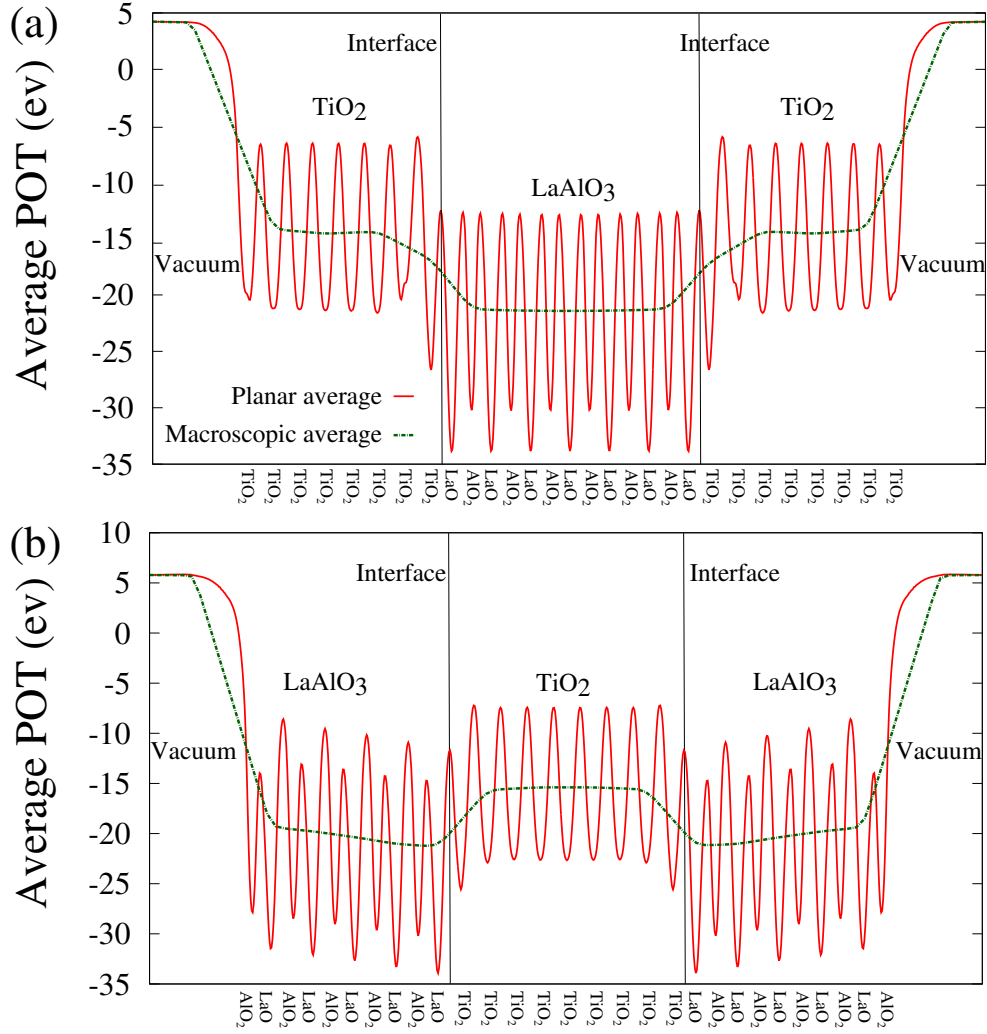 (a)
Average POT (ev)
5
0
-5
-10
-15
-20
-25
-30
-35
Interface
Interface
TiO₂
TiO₂
LaAlO₃
Vacuum
Vacuum
Planar average
Macroscopic average
TiO₂
TiO₂
TiO₂
TiO₂
TiO₂
TiO₂
TiO₂
TiO₂
LaO
AlO₂
LaO
AlO₂
LaO
AlO₂
LaO
AlO₂
LaO
AlO₂
LaO
AlO₂
LaO
TiO₂
TiO₂
TiO₂
TiO₂
TiO₂
TiO₂
TiO₂
TiO₂
(b)
Average POT (ev)
10
5
0
-5
-10
-15
-20
-25
-30
-35
Interface
Interface
LaAlO₃
TiO₂
LaAlO₃
Vacuum
Vacuum
AlO₂
LaO
AlO₂
LaO
AlO₂
LaO
AlO₂
LaO
AlO₂
LaO
TiO₂
TiO₂
TiO₂
TiO₂
TiO₂
TiO₂
TiO₂
TiO₂
TiO₂
LaO
AlO₂
LaO
AlO₂
LaO
AlO₂
LaO
AlO₂
LaO
AlO₂